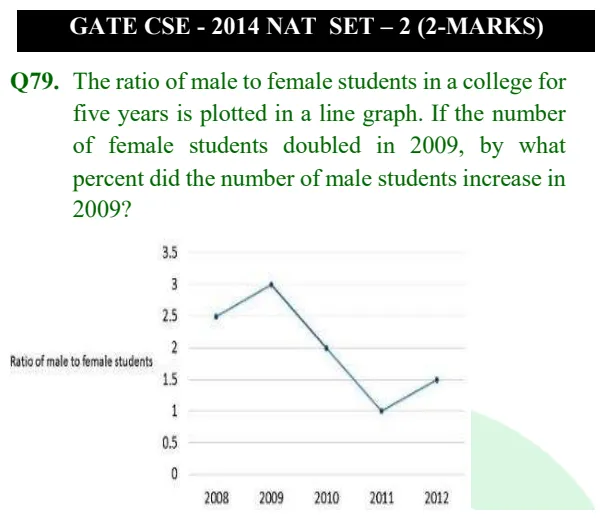 GATE CSE - 2014 NAT SET – 2 (2-MARKS)
Q79. The ratio of male to female students in a college for
five years is plotted in a line graph. If the number
of female students doubled in 2009, by what
percent did the number of male students increase in
2009?
3.5
3
2.5
2
Ratio of male to female students
1.5
1
0.5
0
2008 2009 2010 2011 2012